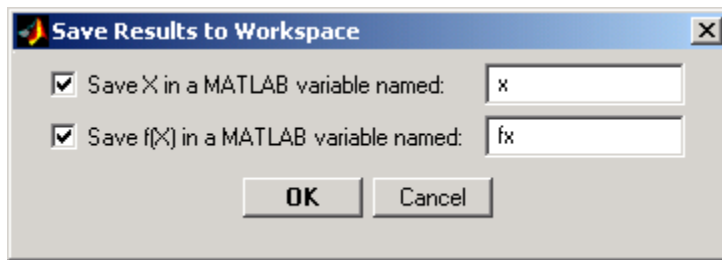 Save Results to Workspace
Save X in a MATLAB variable named: x
Save f(X) in a MATLAB variable named: fx
OK Cancel